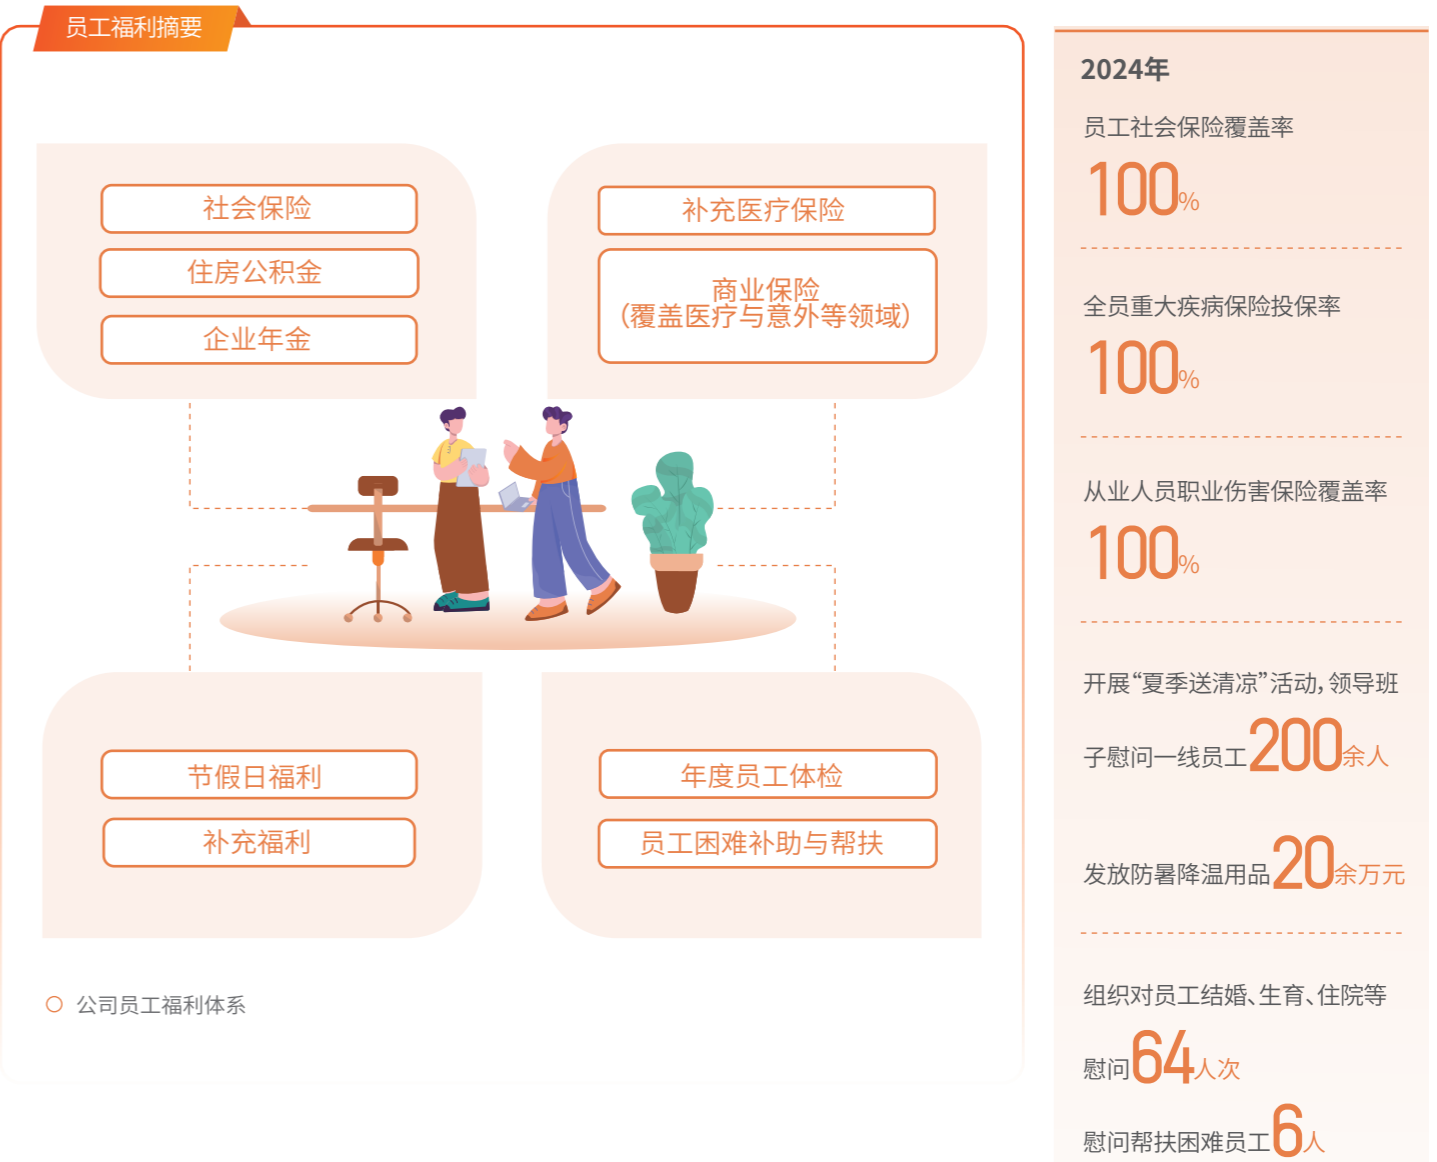 员工福利摘要
社会保险
住房公积金
企业年金
补充医疗保险
商业保险
（覆盖医疗与意外等领域）
节假日福利
补充福利
年度员工体检
员工困难补助与帮扶
公司员工福利体系
2024年
员工社会保险覆盖率
100%
全员重大疾病保险投保率
100%
从业人员职业伤害保险覆盖率
100%
开展“夏季送清凉”活动，领导班
子慰问一线员工200余人
发放防暑降温用品20余万元
组织对员工结婚、生育、住院等
慰问64人次
慰问帮扶困难员工6人